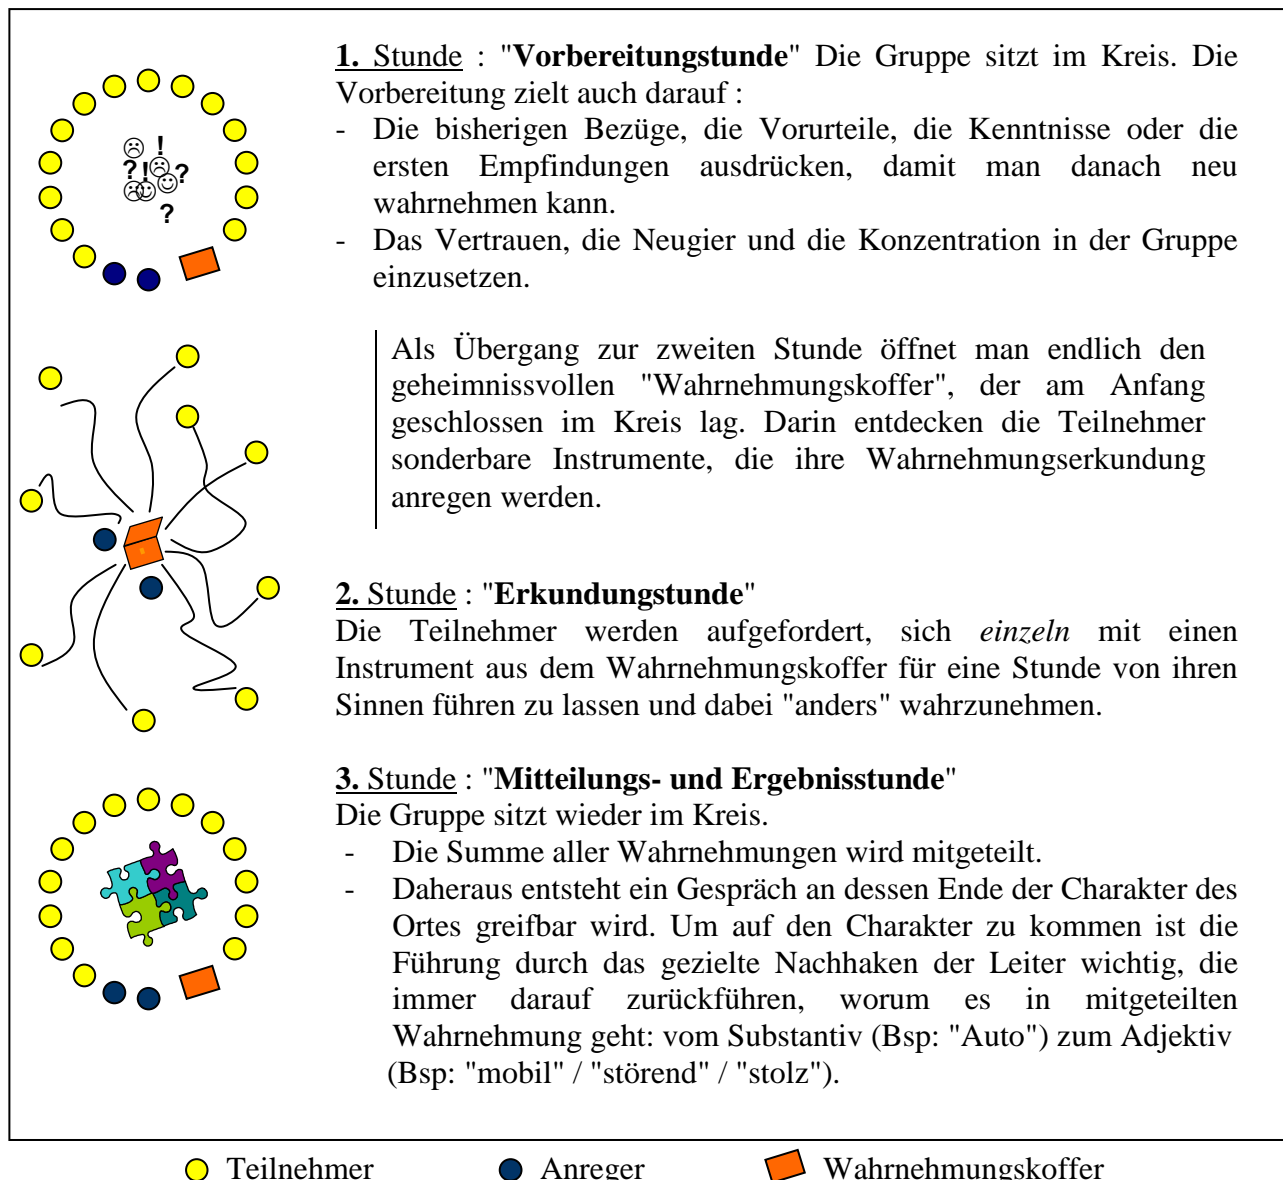 1. Stunde : "Vorbereitungstunde" Die Gruppe sitzt im Kreis. Die
Vorbereitung zielt auch darauf :
- Die bisherigen Bezüge, die Vorurteile, die Kenntnisse oder die
ersten Empfindungen ausdrücken, damit man danach neu
wahrnehmen kann.
- Das Vertrauen, die Neugier und die Konzentration in der Gruppe
einzusetzen.
!
?!
?
?
Als Übergang zur zweiten Stunde öffnet man endlich den
geheimnissvollen "Wahrnehmungskoffer", der am Anfang
geschlossen im Kreis lag. Darin entdecken die Teilnehmer
sonderbare Instrumente, die ihre Wahrnehmungserkundung
anregen werden.
2. Stunde : "Erkundungstunde"
Die Teilnehmer werden aufgefordert, sich einzeln mit einen
Instrument aus dem Wahrnehmungskoffer für eine Stunde von ihren
Sinnen führen zu lassen und dabei "anders" wahrzunehmen.
3. Stunde : "Mitteilungs- und Ergebnisstunde"
Die Gruppe sitzt wieder im Kreis.
- Die Summe aller Wahrnehmungen wird mitgeteilt.
- Daheraus entsteht ein Gespräch an dessen Ende der Charakter des
Ortes greifbar wird. Um auf den Charakter zu kommen ist die
Führung durch das gezielte Nachhaken der Leiter wichtig, die
immer darauf zurückführen, worum es in mitgeteilten
Wahrnehmung geht: vom Substantiv (Bsp: "Auto") zum Adjektiv
(Bsp: "mobil" / "störend" / "stolz").
Teilnehmer Anreger Wahrnehmungskoffer